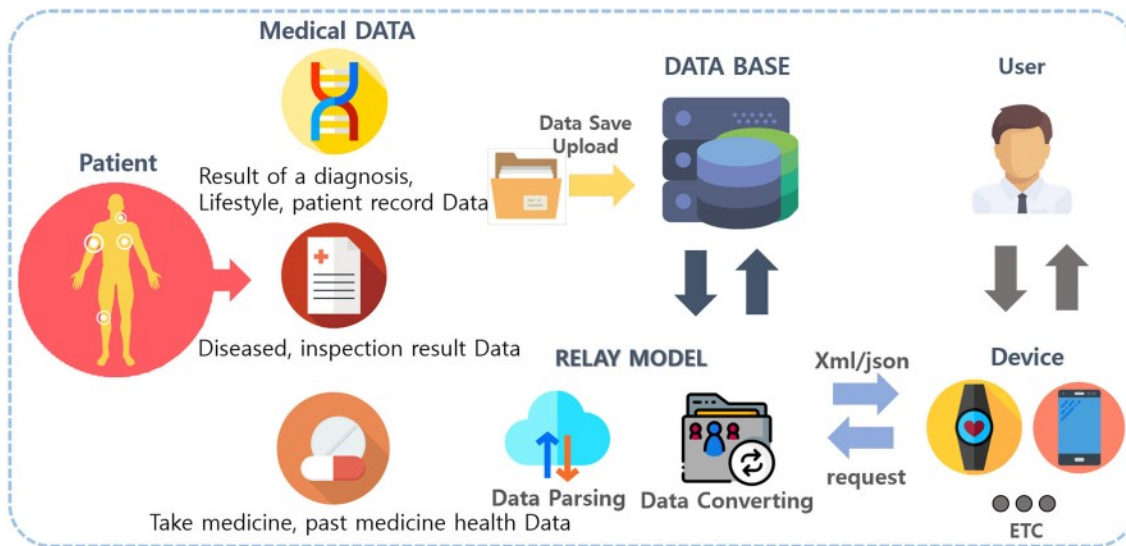 Medical DATA
DATA BASE
User
Data Save
Upload
Patient
Result of a diagnosis,
Lifestyle, patient record Data
Diseased, inspection result Data
RELAY MODEL
Xml/json
Device
Data Parsing
Data Converting
request
Take medicine, past medicine health Data
ETC